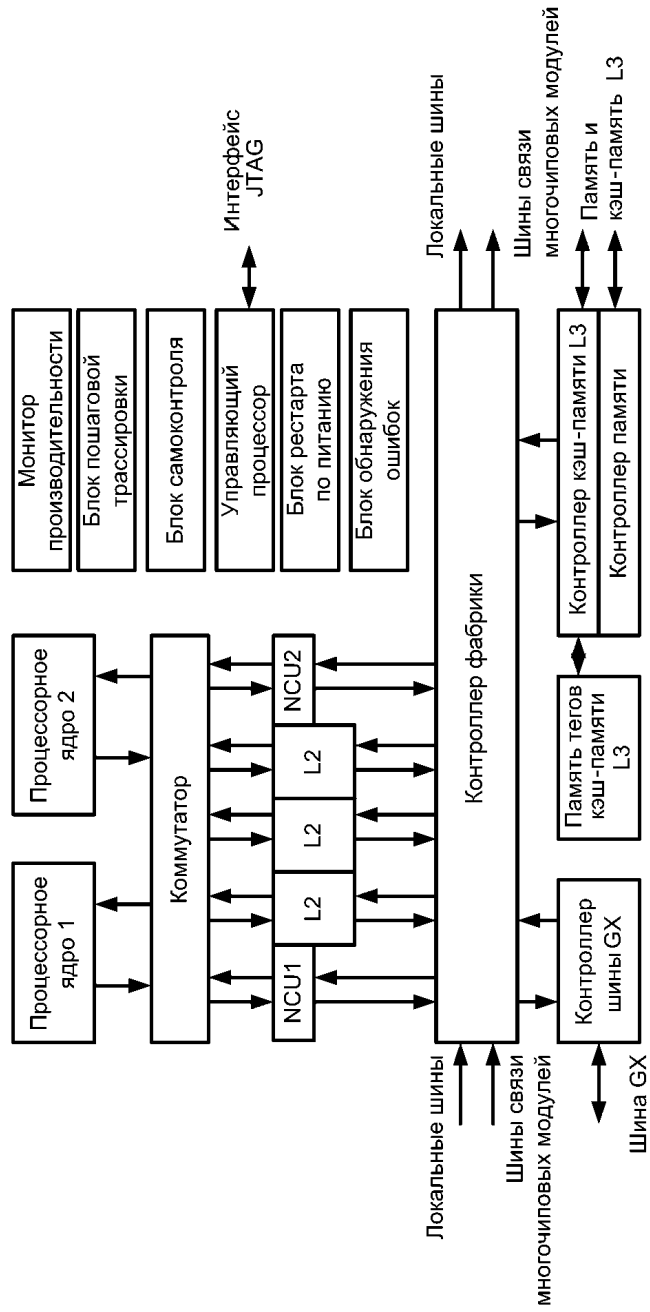 Процессорное
ядро 1
Процессорное
ядро 2
Монитор
производительности
Блок пошаговой
трассировки
Блок самоконтроля
Управляющий
процессор
Интерфейс
JTAG
Блок рестарта
по питанию
Блок обнаружения
ошибок
Коммутатор
NCU1
L2
L2
L2
NCU2
Локальные шины
Шины связи
многочиповых модулей
Контроллер фабрики
Локальные шины
Шины связи
многочиповых модулей
Шина GX
Контроллер
шины GX
Память тегов
кэш-памяти
L3
Контроллер кэш-памяти L3
Контроллер памяти
Память и
кэш-память L3